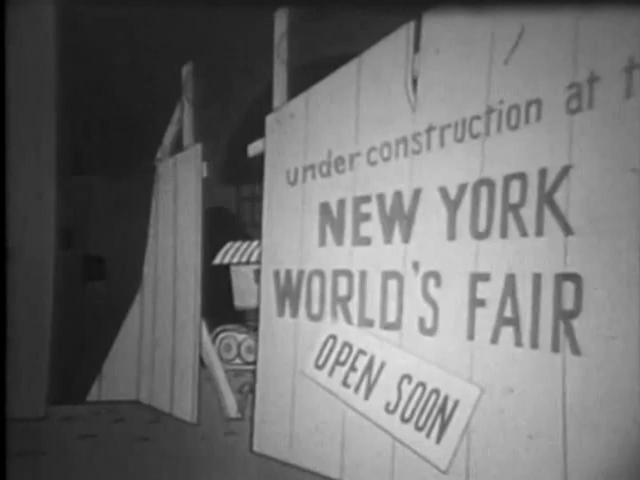 under construction at t
NEW YORK
WORLD'S FAIR
OPEN SOON